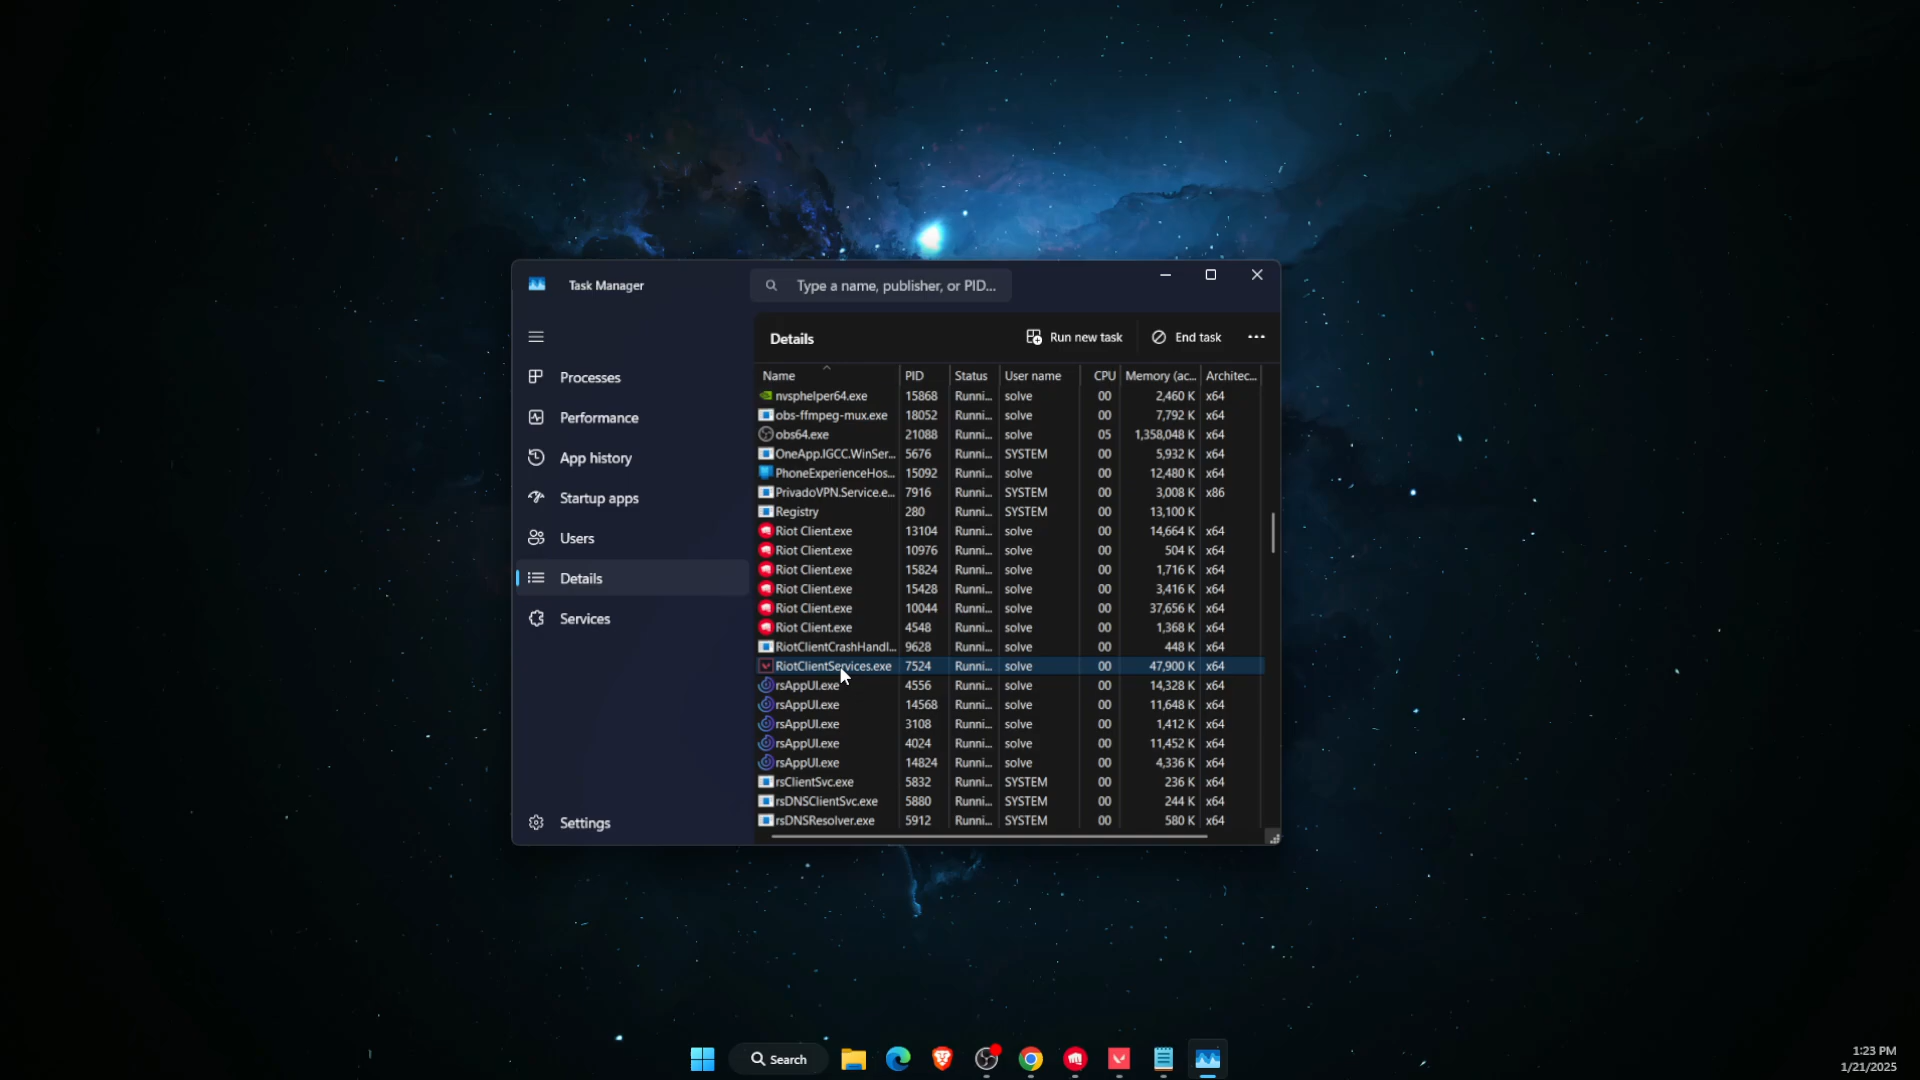 Task Manager
Type a name, publisher, or PID...
Details
Run new task
End task
Processes
Performance
App history
Startup apps
Users
Details
Services
Settings
Name PID Status User name CPU Memory (ac... Architec...
nvsphelper64.exe 15868 Runni... solve 00 2,460 K x64
obs-ffmpeg-mux.exe 18052 Runni... solve 00 7,792 K x64
obs64.exe 21088 Runni... solve 05 1,358,048 K x64
OneApp.IGCC.WinSer... 5676 Runni... SYSTEM 00 5,932 K x64
PhoneExperienceHos... 15092 Runni... solve 00 12,480 K x64
PrivadoVPN.Service.e... 7916 Runni... SYSTEM 00 3,008 K x86
Registry 280 Runni... SYSTEM 00 13,100 K
Riot Client.exe 13104 Runni... solve 00 14,664 K x64
Riot Client.exe 10976 Runni... solve 00 504 K x64
Riot Client.exe 15824 Runni... solve 00 1,716 K x64
Riot Client.exe 15428 Runni... solve 00 3,416 K x64
Riot Client.exe 10044 Runni... solve 00 37,656 K x64
Riot Client.exe 4548 Runni... solve 00 1,368 K x64
RiotClientCrashHandl... 9628 Runni... solve 00 448 K x64
RiotClientServices.exe 7524 Runni... solve 00 47,900 K x64
rsAppUI.exe 4556 Runni... solve 00 14,328 K x64
rsAppUI.exe 14568 Runni... solve 00 11,648 K x64
rsAppUI.exe 3108 Runni... solve 00 1,412 K x64
rsAppUI.exe 4024 Runni... solve 00 11,452 K x64
rsAppUI.exe 14824 Runni... solve 00 4,336 K x64
rsClientSvc.exe 5832 Runni... SYSTEM 00 236 K x64
rsDNSClientSvc.exe 5880 Runni... SYSTEM 00 244 K x64
rsDNSResolver.exe 5912 Runni... SYSTEM 00 580 K x64
Search
1:23 PM
1/21/2025